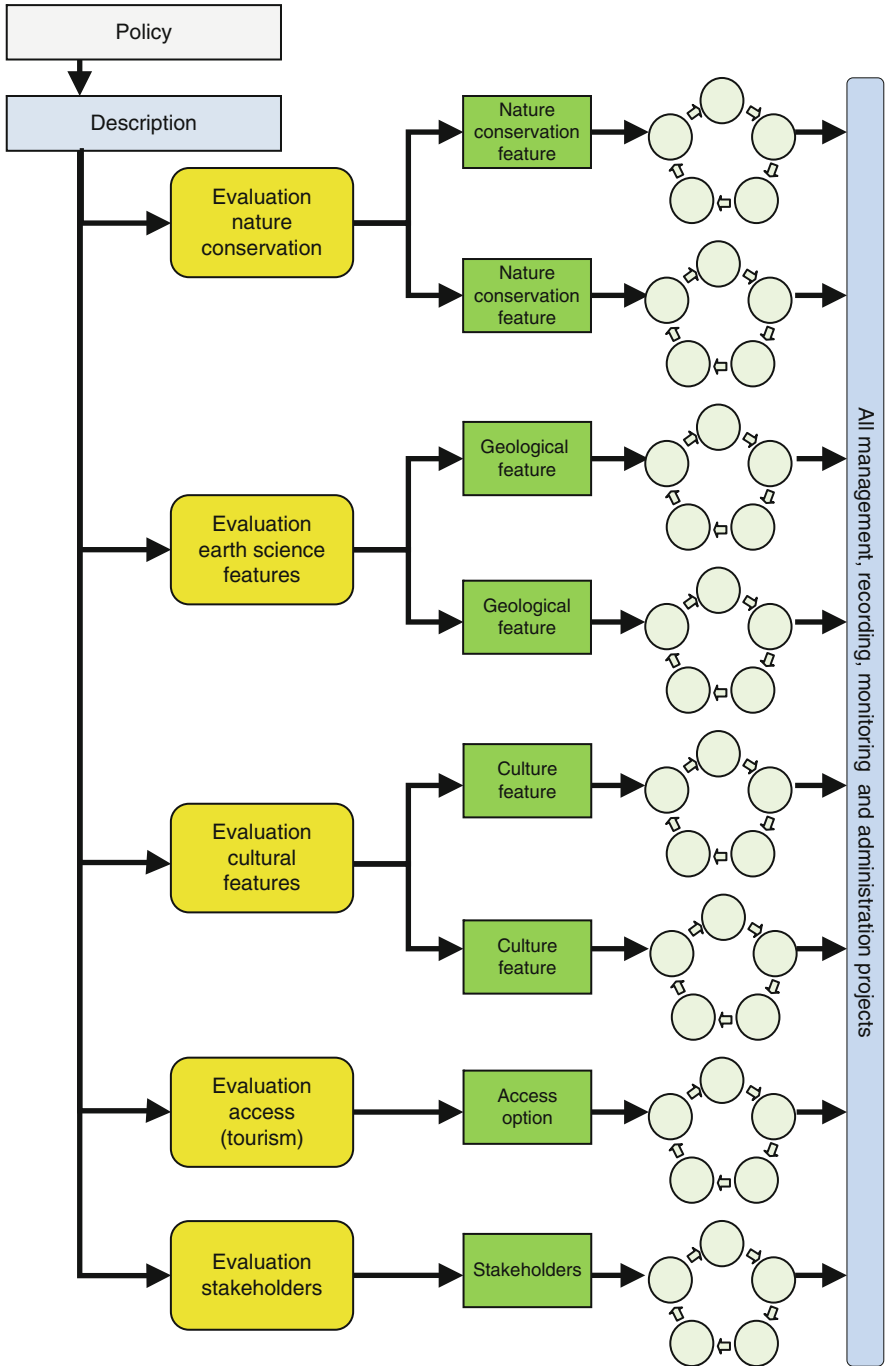 Policy
Description
Evaluation
nature
conservation
Nature
conservation
feature
Nature
conservation
feature
Evaluation
earth science
features
Geological
feature
Geological
feature
Evaluation
cultural
features
Culture
feature
Culture
feature
Evaluation
access
(tourism)
Access
option
Evaluation
stakeholders
Stakeholders
All management, recording, monitoring and administration projects